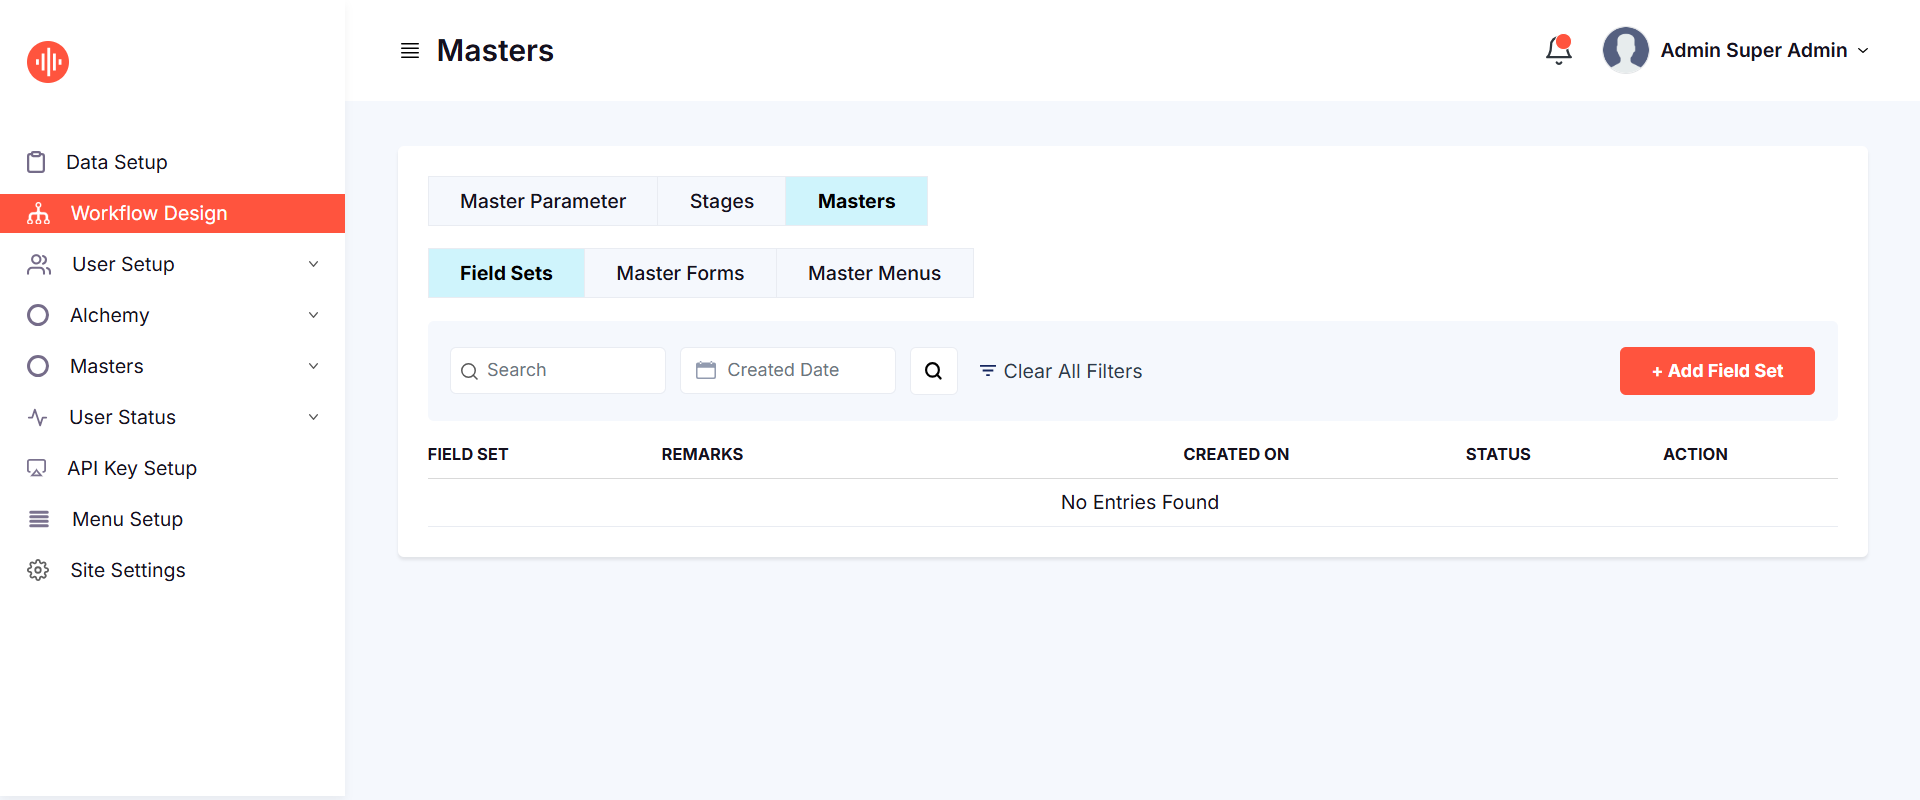 Masters
Admin Super Admin
Data Setup
Workflow Design
User Setup
Alchemy
Masters
User Status
API Key Setup
Menu Setup
Site Settings
Master Parameter Stages Masters
Field Sets Master Forms Master Menus
Search Created Date Clear All Filters + Add Field Set
FIELD SET REMARKS CREATED ON STATUS ACTION
No Entries Found